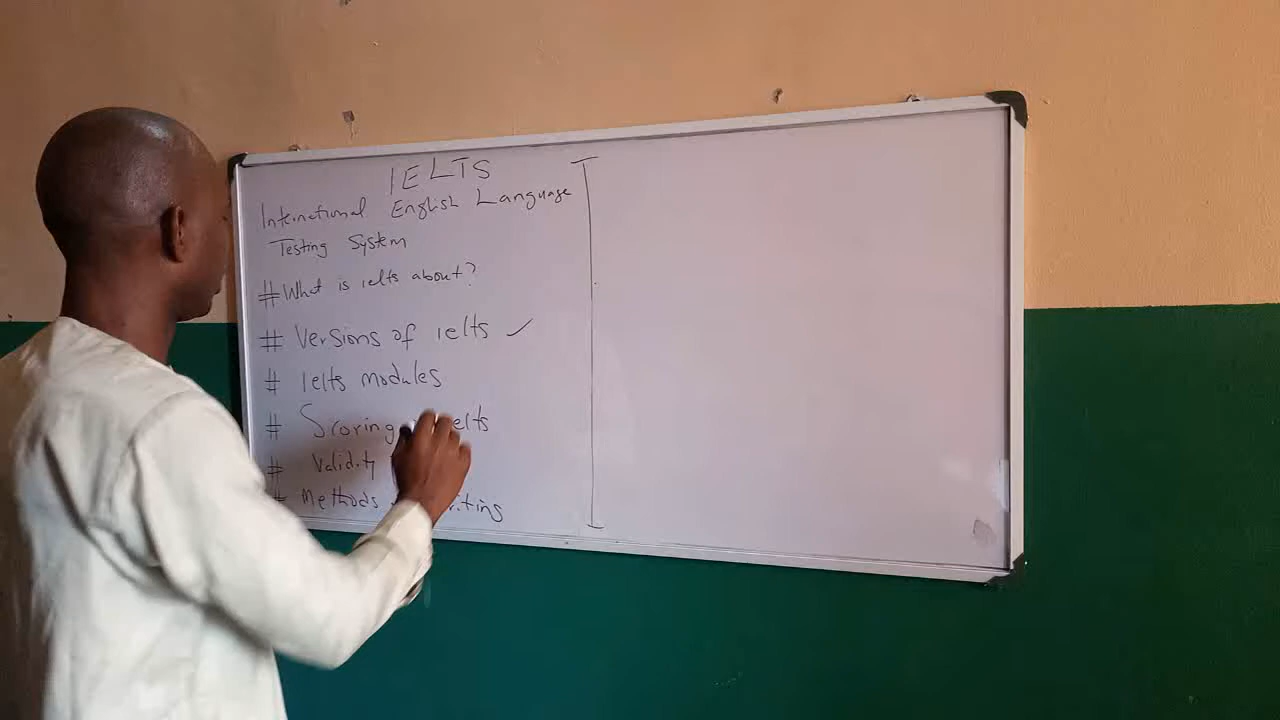 IELTS
International English Language
Testing System
# What is ielts about?
# Versions of ielts ✓
# Ielts modules
# Scoring ielts
# Validity
# Methods